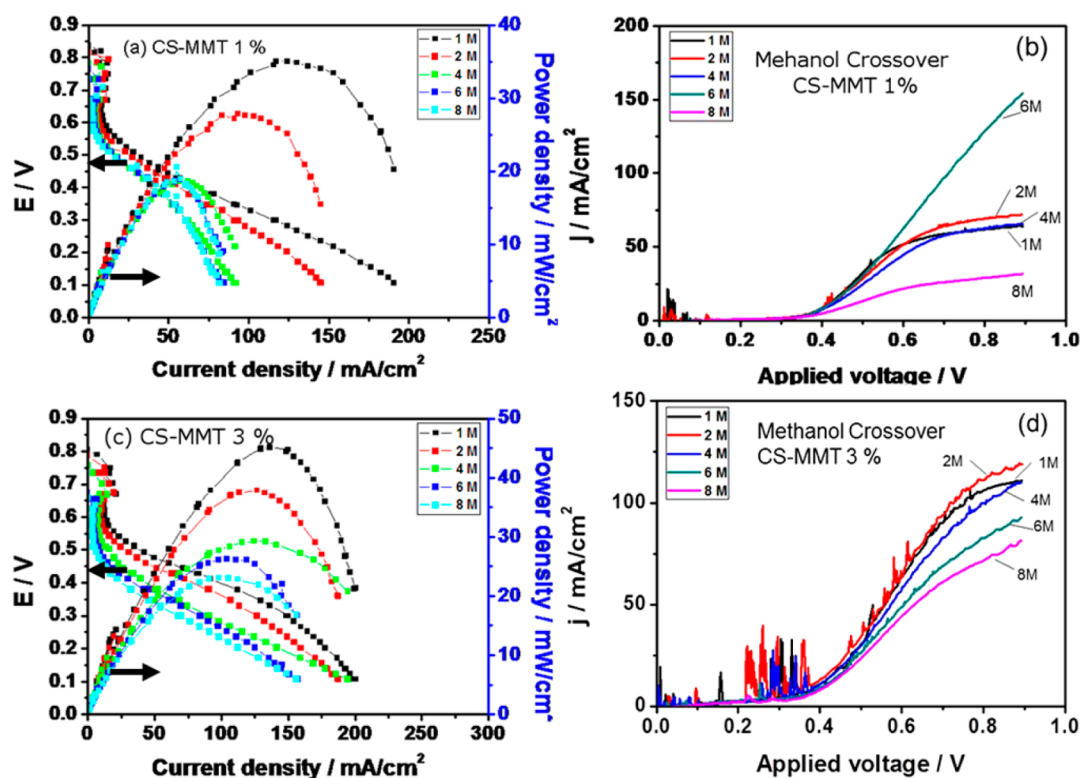 (a) CS-MMT 1 %
1 M
2 M
4 M
6 M
8 M
0.9
0.8
0.7
0.6
0.5
0.4
0.3
0.2
0.1
0.0
E / V
40
35
30
25
20
15
10
5
0
Power density / mW/cm²
0 50 100 150 200 250
Current density / mA/cm²
(b)
Mehanol Crossover
CS-MMT 1%
1 M
2 M
4 M
6 M
8 M
200
150
100
50
0
J / mA/cm²
6M
2M
4M
1M
8M
0.0 0.2 0.4 0.6 0.8 1.0
Applied voltage / V
(c) CS-MMT 3 %
1 M
2 M
4 M
6 M
8 M
0.9
0.8
0.7
0.6
0.5
0.4
0.3
0.2
0.1
0.0
E / V
50
45
40
35
30
25
20
15
10
5
0
Power density / mW/cm²
0 50 100 150 200 250 300
Current density / mA/cm²
(d)
Methanol Crossover
CS-MMT 3 %
1 M
2 M
4 M
6 M
8 M
150
100
50
0
j / mA/cm²
2M
1M
4M
6M
8M
0.0 0.2 0.4 0.6 0.8 1.0
Applied voltage / V